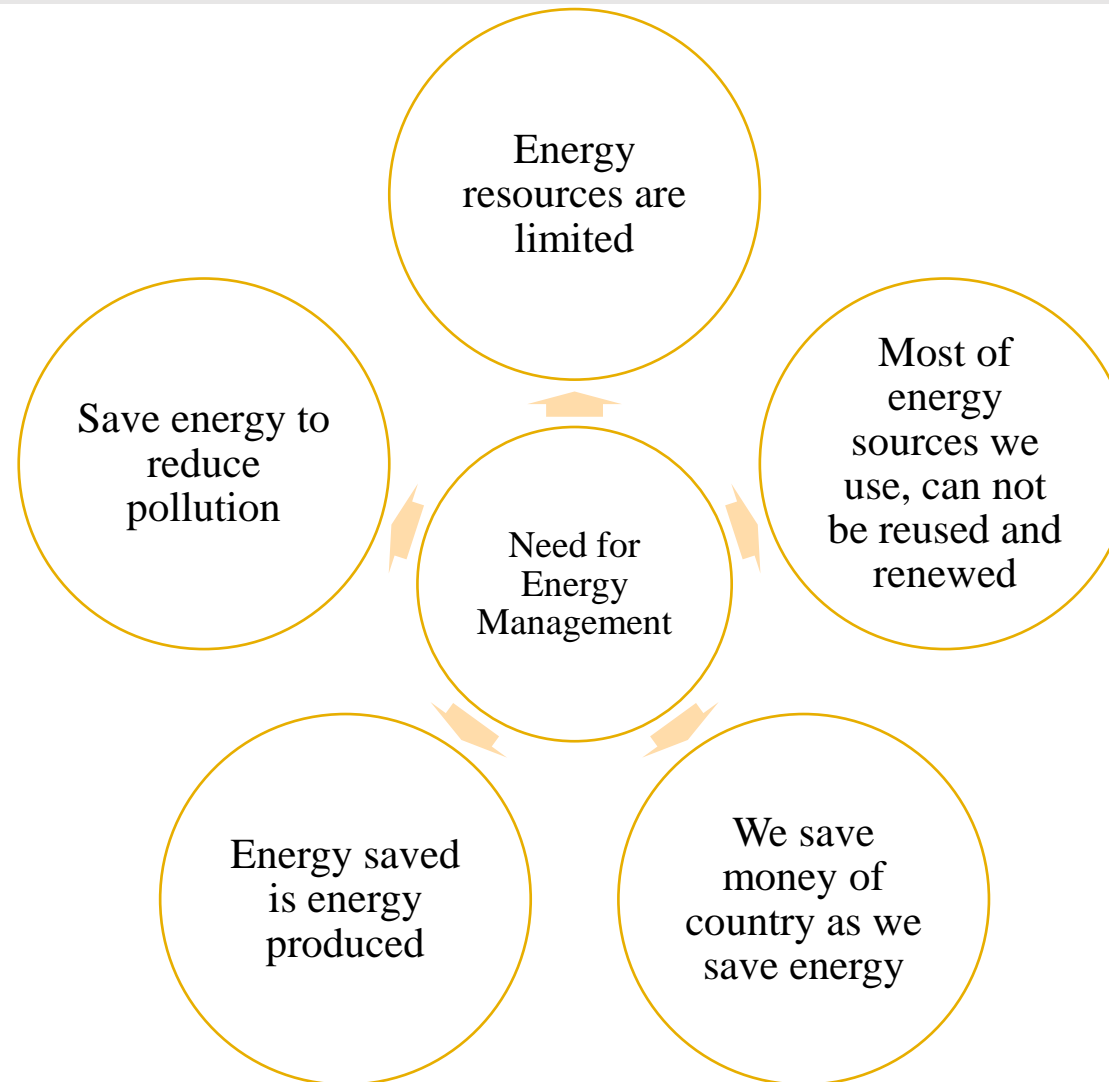 Energy
resources are
limited
Most of
energy
sources we
use, can not
be reused and
renewed
We save
money of
country as we
save energy
Energy saved
is energy
produced
Save energy to
reduce
pollution
Need for
Energy
Management